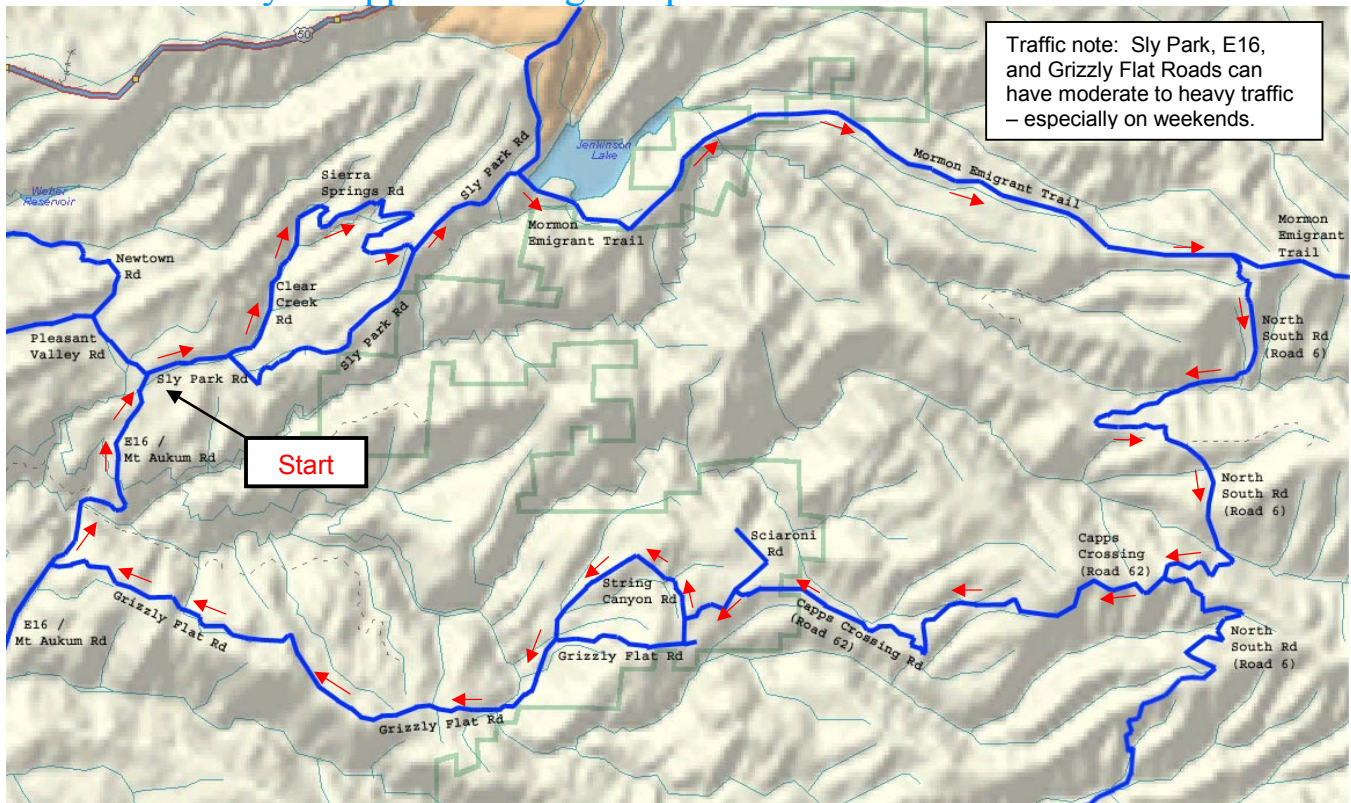 50
Traffic note: Sly Park, E16,
and Grizzly Flat Roads can
have moderate to heavy traffic
– especially on weekends.
Jenkinson
Lake
Sly Park Rd
Sierra
Springs Rd
Mormon Emigrant Trail
Weber
Reservoir
Mormon
Emigrant Trail
Mormon
Emigrant
Trail
Newtown
Rd
Clear
Creek
Rd
Pleasant
Valley Rd
Sly Park Rd
Sly Park Rd
North
South Rd
(Road 6)
E16 /
Mt Aukum Rd
Start
North
South Rd
(Road 6)
Sciaroni
Rd
Capps
Crossing
(Road 62)
String
Canyon Rd
Capps Crossing Rd
(Road 62)
Grizzly Flat Rd
E16 /
Mt Aukum Rd
Grizzly Flat Rd
North
South Rd
(Road 6)
Grizzly Flat Rd